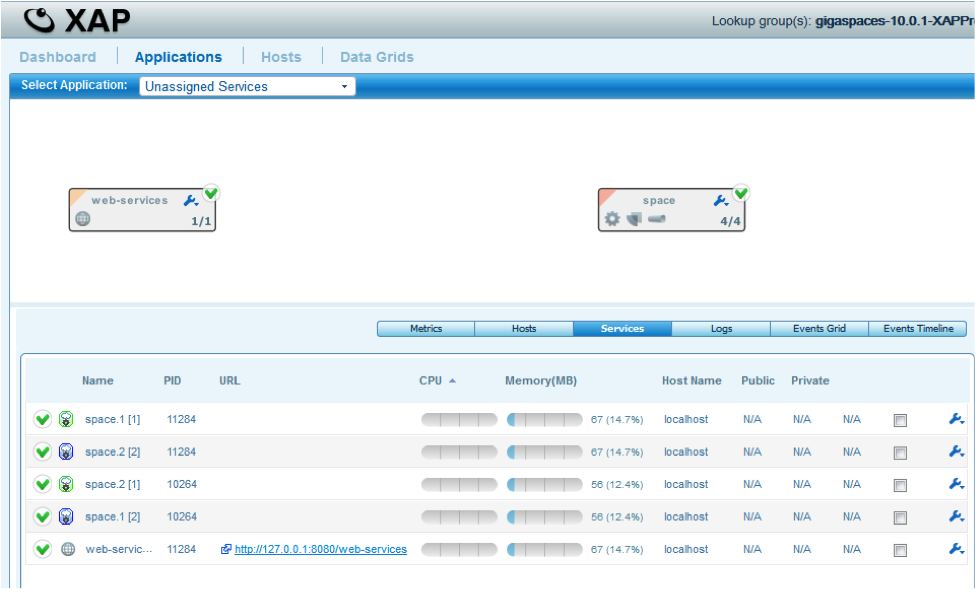 XAP
Lookup group(s): gigaspaces-10.0.1-XAPPr
Dashboard Applications Hosts Data Grids
Select Application: Unassigned Services
web-services
1/1
space
4/4
Metrics Hosts Services Logs Events Grid Events Timeline
Name PID URL CPU Memory(MB) Host Name Public Private
space.1 [1] 11284 67 (14.7%) localhost N/A N/A N/A
space.2 [2] 11284 67 (14.7%) localhost N/A N/A N/A
space.2 [1] 10264 56 (12.4%) localhost N/A N/A N/A
space.1 [2] 10264 56 (12.4%) localhost N/A N/A N/A
web-servic... 11284 http://127.0.0.1:8080/web-services 67 (14.7%) localhost N/A N/A N/A